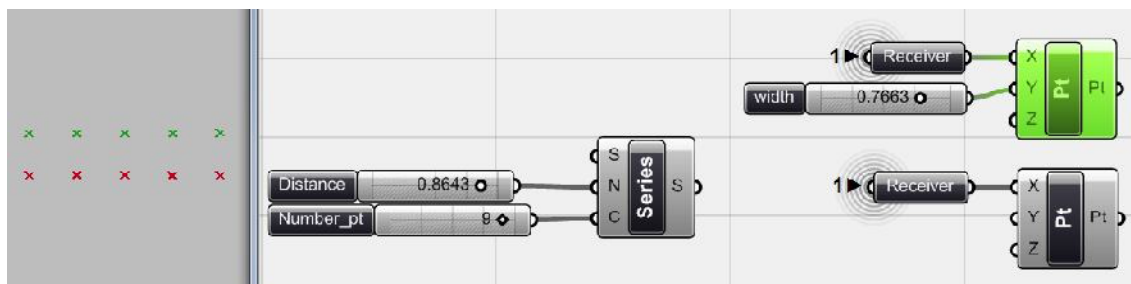 1 Receiver X
width 0.7663 Y Pt Pt
Z
S
Distance 0.8643 N Series S
Number_pt 9 C
1 Receiver X
Y Pt Pt
Z